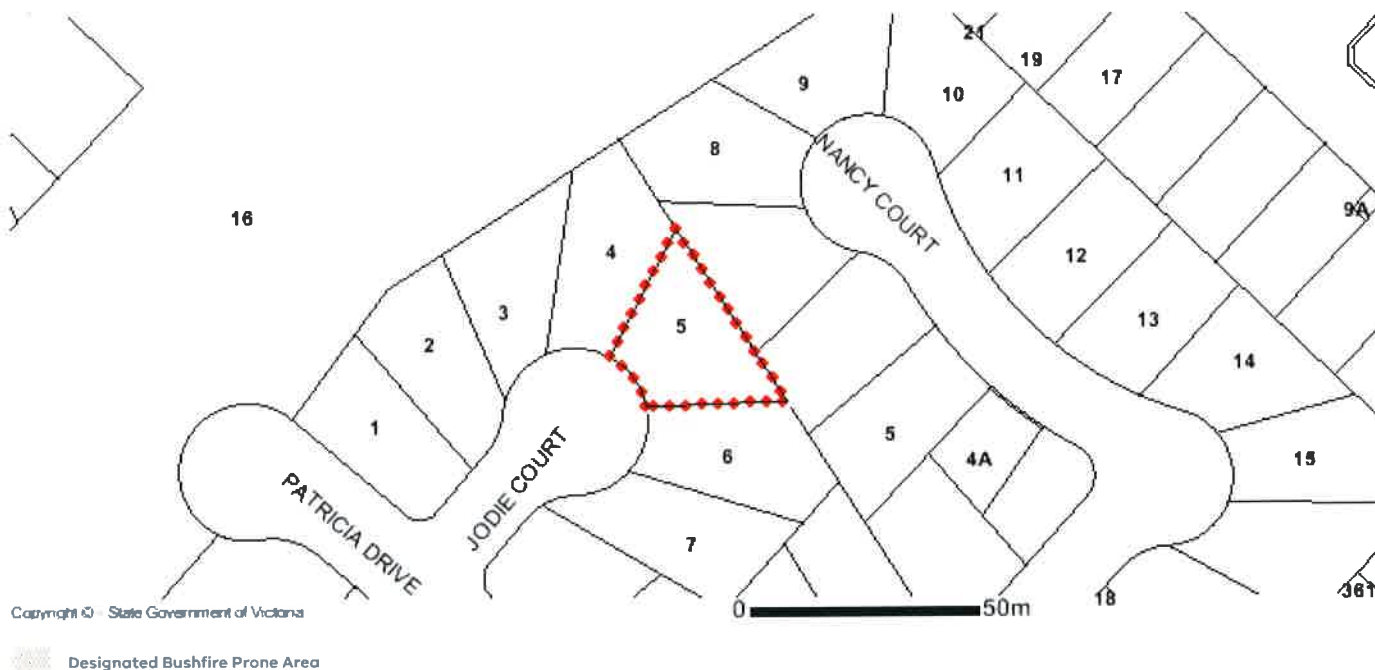 21
19
17
9
10
8
NANCY COURT
11
9A
16
4
12
3
5
13
2
14
1
5
JODIE COURT
6
4A
15
PATRICIA DRIVE
7
361
18
0 50m
Copyright © - State Government of Victoria
Designated Bushfire Prone Area